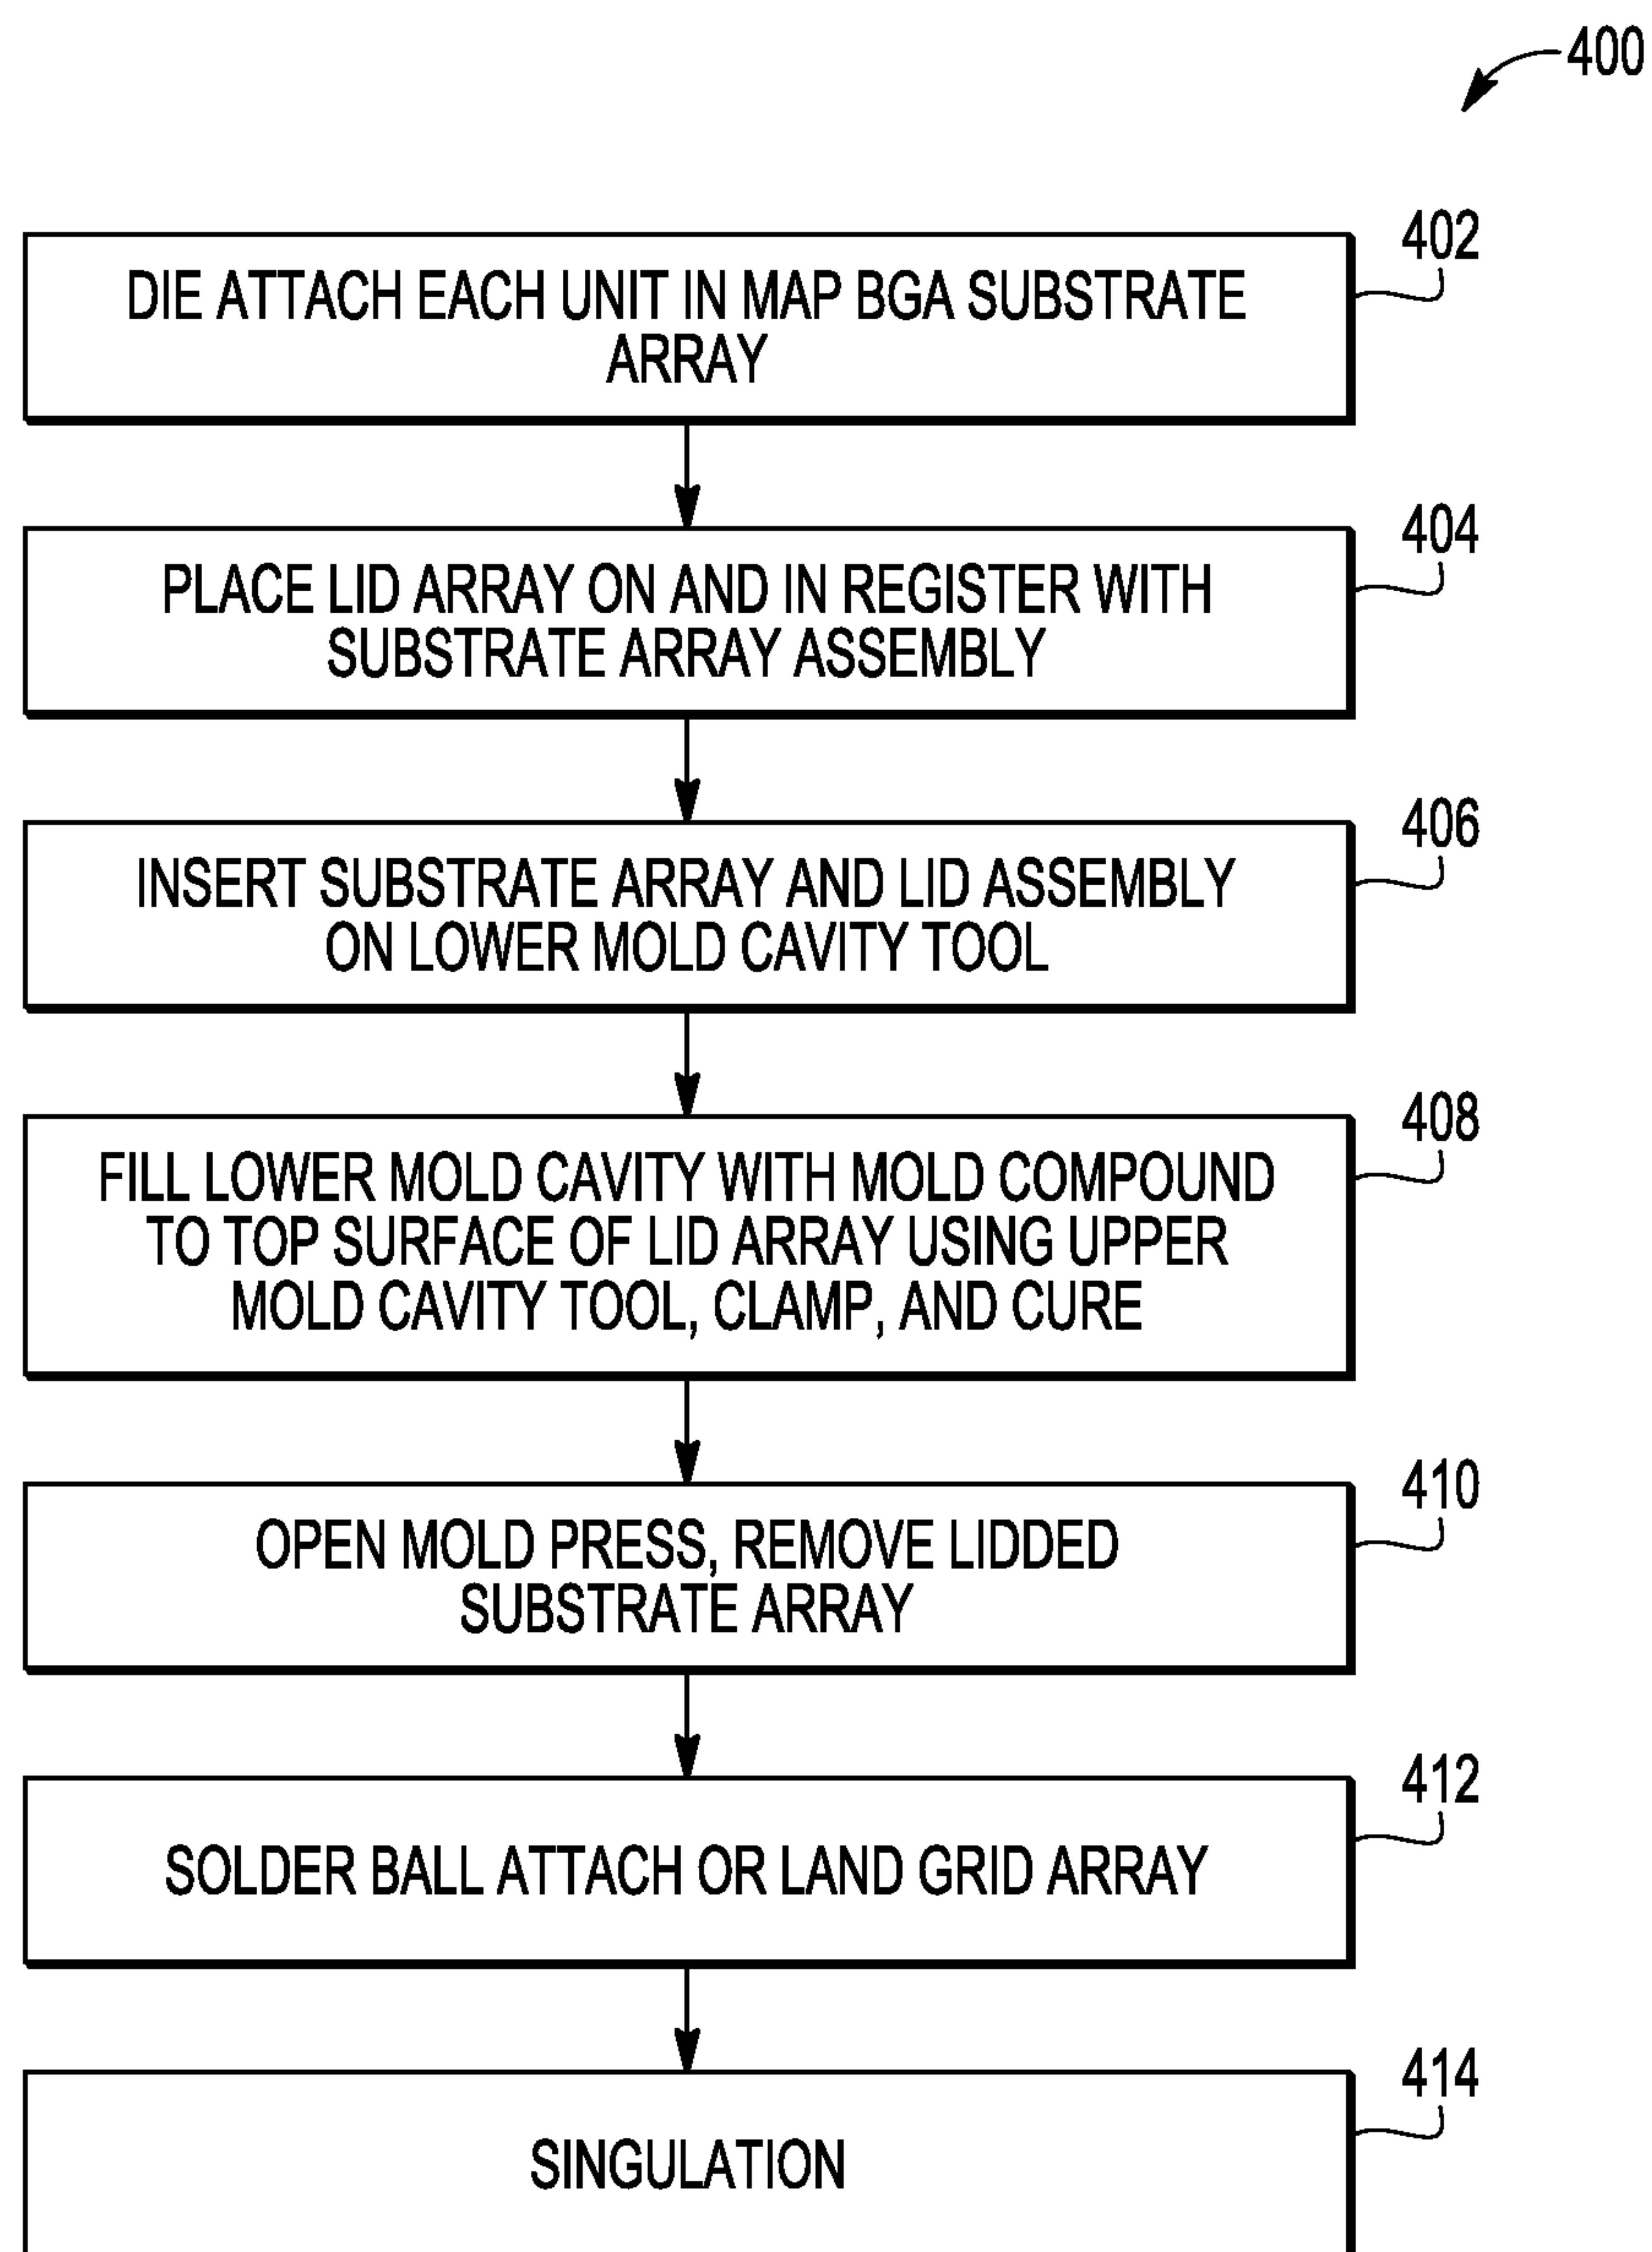 400
402
DIE ATTACH EACH UNIT IN MAP BGA SUBSTRATE
ARRAY
404
PLACE LID ARRAY ON AND IN REGISTER WITH
SUBSTRATE ARRAY ASSEMBLY
406
INSERT SUBSTRATE ARRAY AND LID ASSEMBLY
ON LOWER MOLD CAVITY TOOL
408
FILL LOWER MOLD CAVITY WITH MOLD COMPOUND
TO TOP SURFACE OF LID ARRAY USING UPPER
MOLD CAVITY TOOL, CLAMP, AND CURE
410
OPEN MOLD PRESS, REMOVE LIDDED
SUBSTRATE ARRAY
412
SOLDER BALL ATTACH OR LAND GRID ARRAY
414
SINGULATION